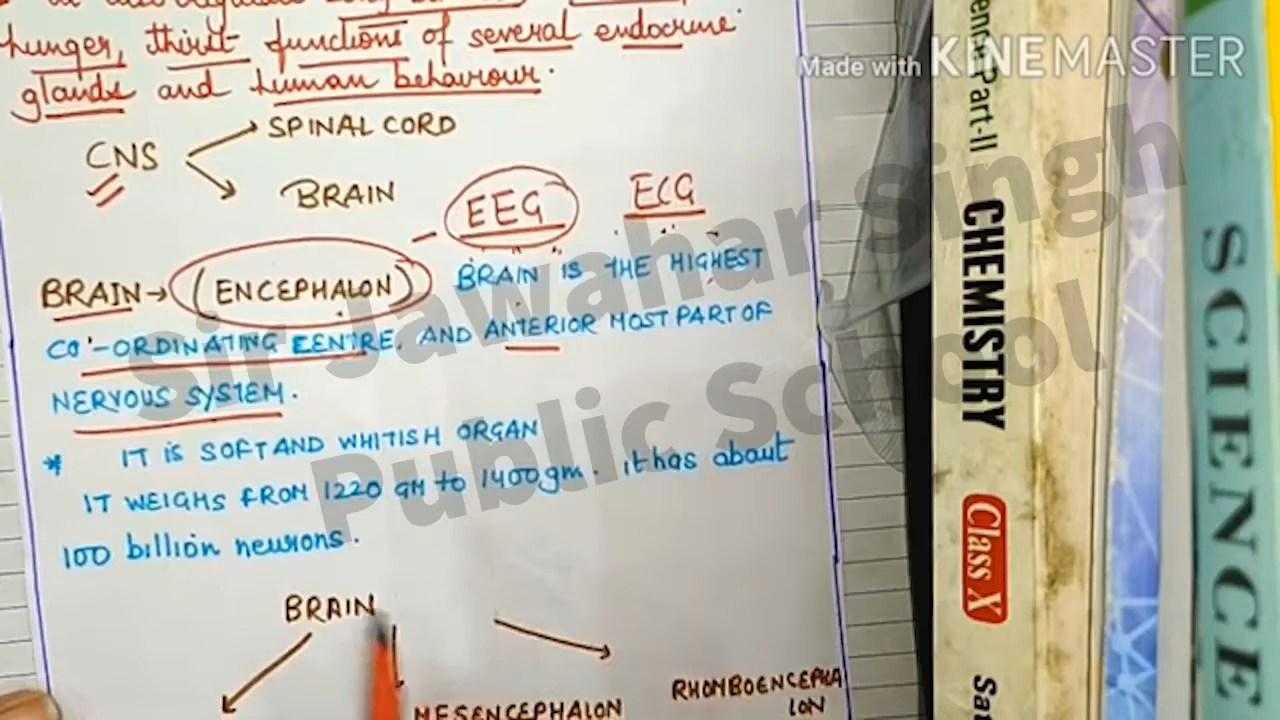 hunger, thirst functions of several endocrine
glands and human behaviour.
CNS
SPINAL CORD
BRAIN
EEG ECG
BRAIN → (ENCEPHALON) BRAIN IS THE HIGHEST
CO-ORDINATING CENTRE. AND ANTERIOR MOST PART OF
NERVOUS SYSTEM.
* IT IS SOFT AND WHITISH ORGAN
IT WEIGHS FROM 1220 GM to 1400gm. it has about
100 billion neurons.
BRAIN
MESENCEPHALON
RHOMBOENCEPHA
LON
Made with KINEMASTER
Sir Jawahar Singh
Public School
Part-II CHEMISTRY Class X
SCIENCE